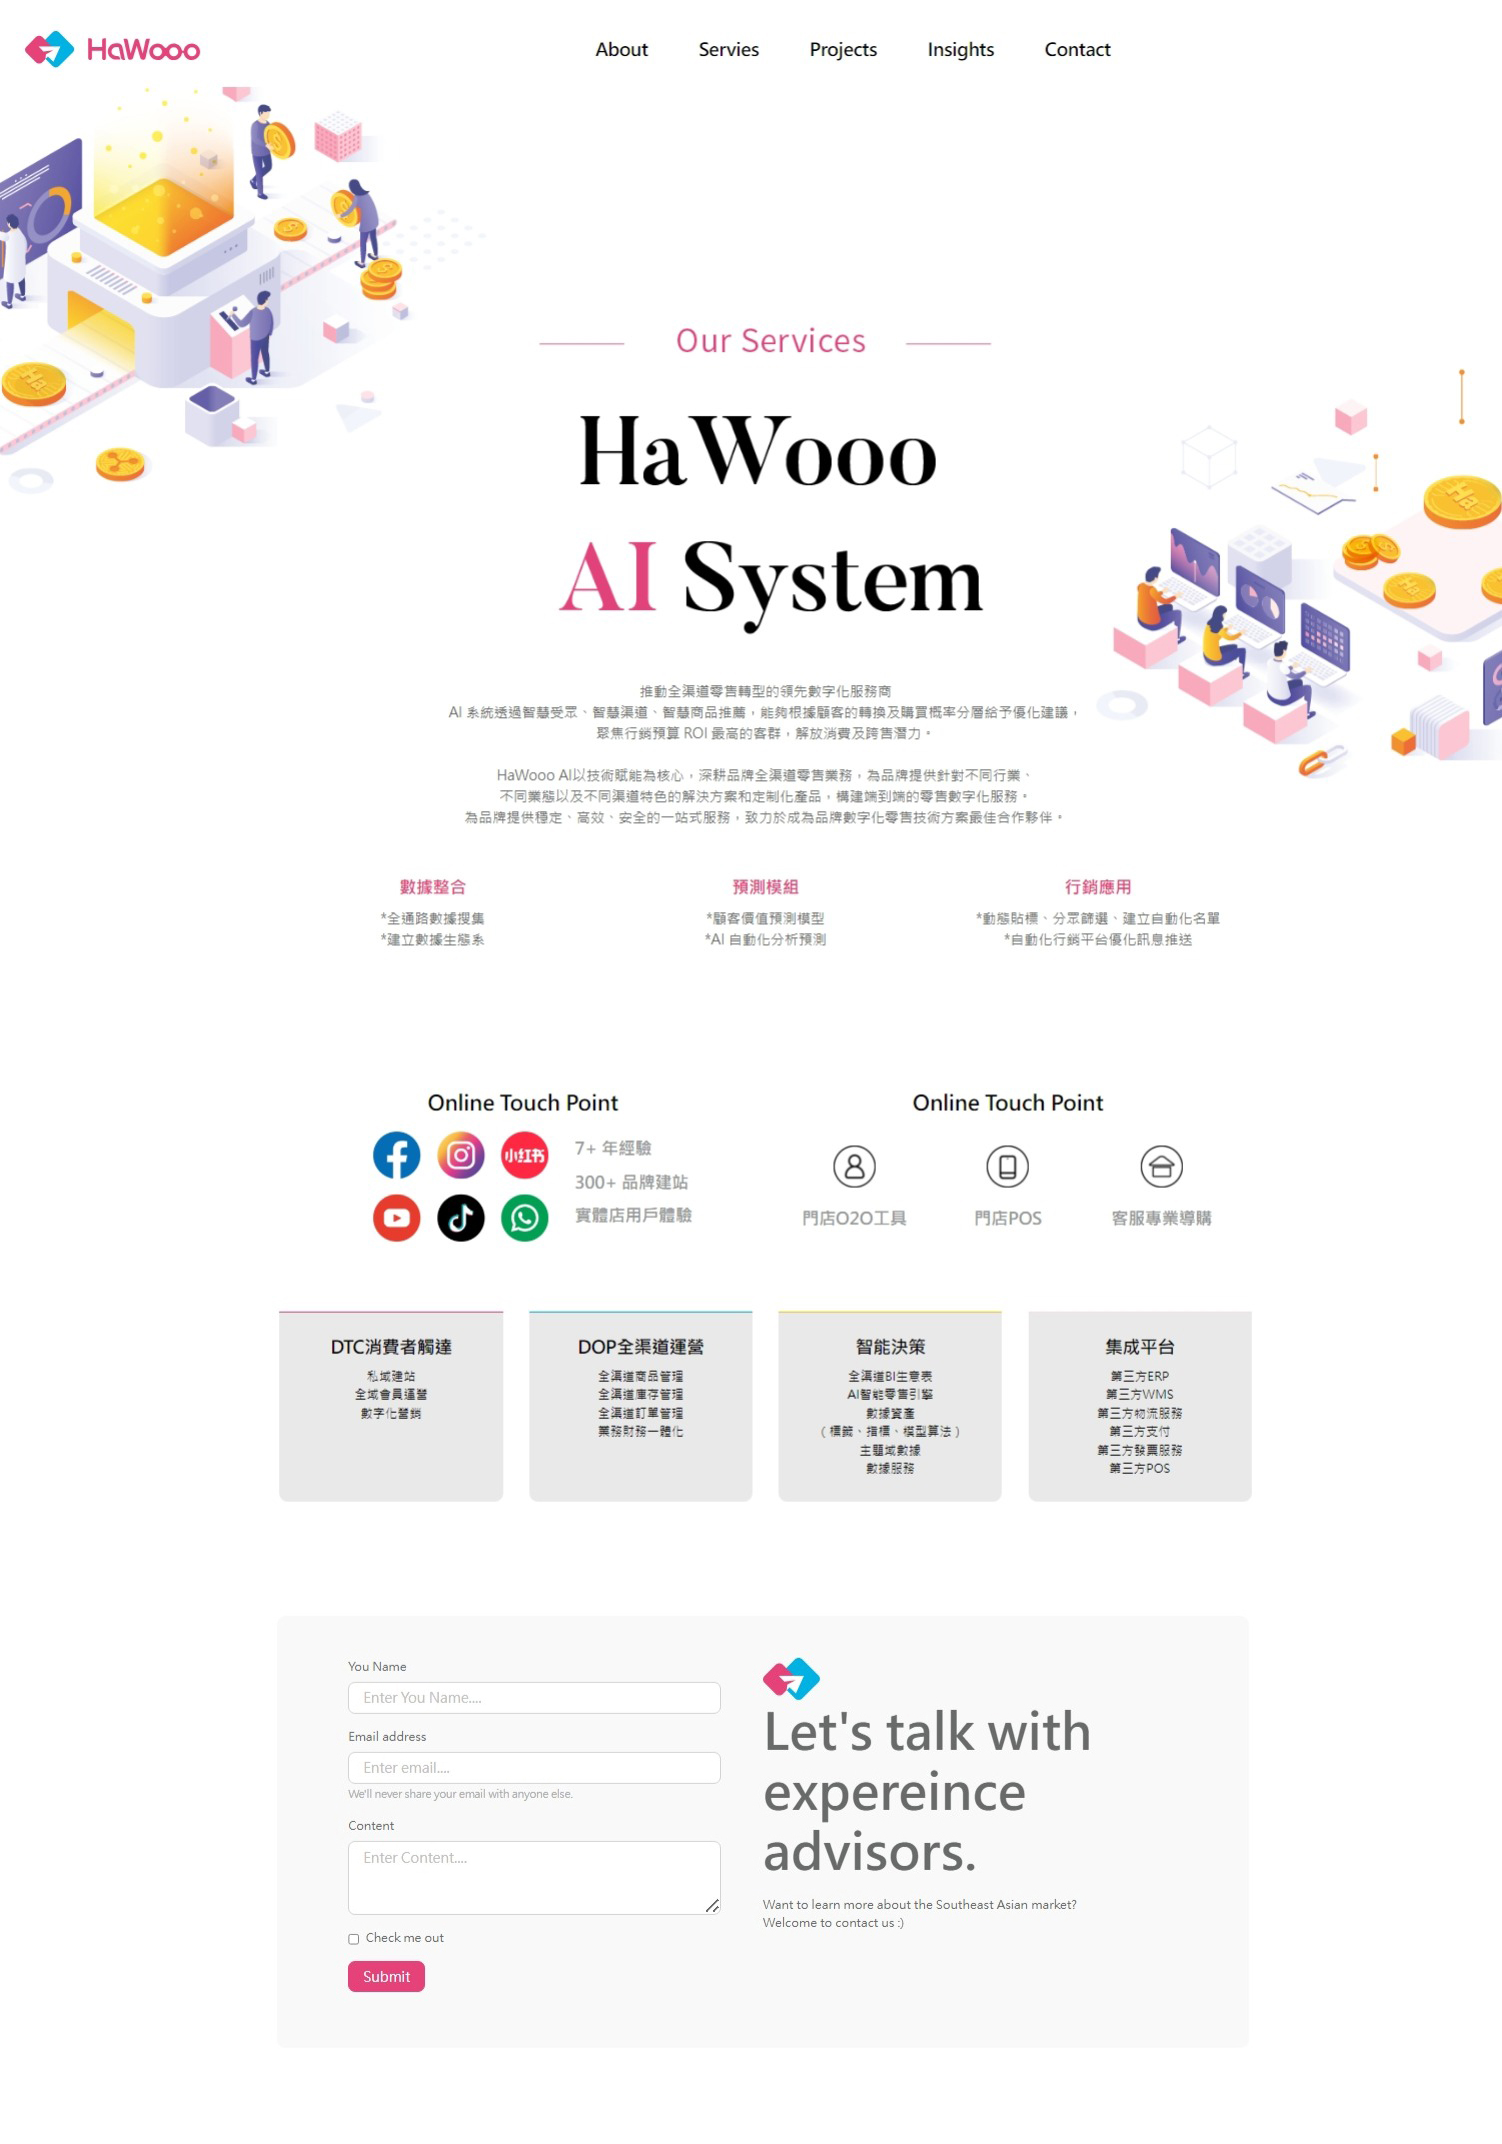 HaWooo
About
Servies
Projects
Insights
Contact
Our Services
HaWooo
AI System
推動全渠道零售轉型的領先數字化服務商
AI 系統透過智慧受眾、智慧渠道、智慧商品推薦，能夠根據顧客的轉換及購買概率分層給予優化建議，
聚焦行銷預算 ROI 最高的客群，解放消費及跨售潛力。
HaWooo AI以技術賦能為核心，深耕品牌全渠道零售業務，為品牌提供針對不同行業、
不同業態以及不同渠道特色的解決方案和定制化產品，構建端到端的零售數字化服務。
為品牌提供穩定、高效、安全的一站式服務，致力於成為品牌數字化零售技術方案最佳合作夥伴。
數據整合
*全通路數據搜集
*建立數據生態系
預測模組
*顧客價值預測模型
*AI 自動化分析預測
行銷應用
*動態貼標、分眾篩選、建立自動化名單
*自動化行銷平台優化訊息推送
Online Touch Point
小红书
7+ 年經驗
300+ 品牌建站
實體店用戶體驗
Online Touch Point
門店O2O工具
門店POS
客服專業導購
DTC消費者觸達
私域建站
全域會員運營
數字化營銷
DOP全渠道運營
全渠道商品管理
全渠道庫存管理
全渠道訂單管理
業務財務一體化
智能決策
全渠道BI生意表
AI智能零售引擎
數據資產
（標籤、指標、模型算法）
主題域數據
數據服務
集成平台
第三方ERP
第三方WMS
第三方物流服務
第三方支付
第三方發票服務
第三方POS
You Name
Enter You Name....
Email address
Enter email....
We'll never share your email with anyone else.
Content
Enter Content....
Check me out
Submit
Let's talk with
expereince
advisors.
Want to learn more about the Southeast Asian market?
Welcome to contact us :)
Ha
Ha
Ha